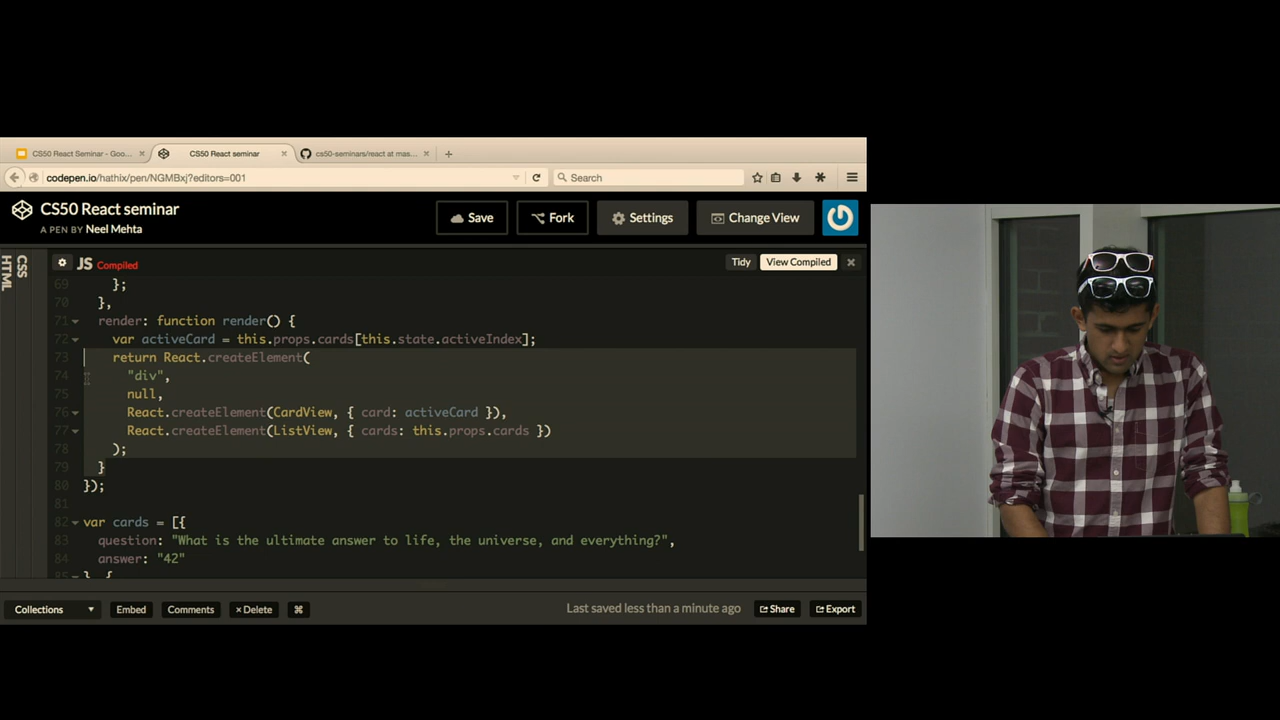 CS50 React Seminar - Goo...
CS50 React seminar
cs50-seminars/react at mas...
codepen.io/hathix/pen/NGMBxj?editors=001
Search
CS50 React seminar
A PEN BY Neel Mehta
Save
Fork
Settings
Change View
HTML
CSS
JS Compiled
Tidy
View Compiled
69 };
70 },
71 render: function render() {
72 var activeCard = this.props.cards[this.state.activeIndex];
73 return React.createElement(
74 "div",
75 null,
76 React.createElement(CardView, { card: activeCard }),
77 React.createElement(ListView, { cards: this.props.cards })
78 );
79 }
80 });
81
82 var cards = [{
83 question: "What is the ultimate answer to life, the universe, and everything?",
84 answer: "42"
85 }, {
Collections
Embed
Comments
× Delete
⌘
Last saved less than a minute ago
Share
Export